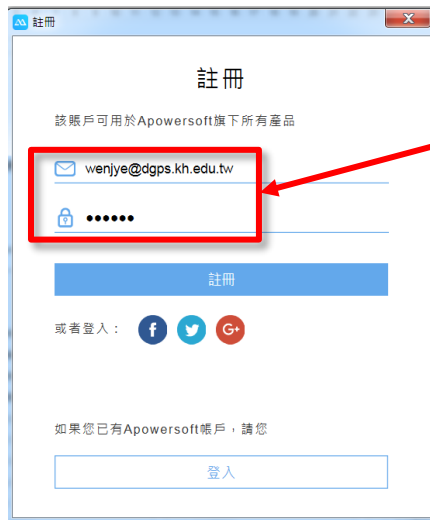 註冊
註冊
該賬戶可用於Apowersoft旗下所有產品
wenjye@dgps.kh.edu.tw
••••••
註冊
或者登入：
如果您已有Apowersoft帳戶，請您
登入